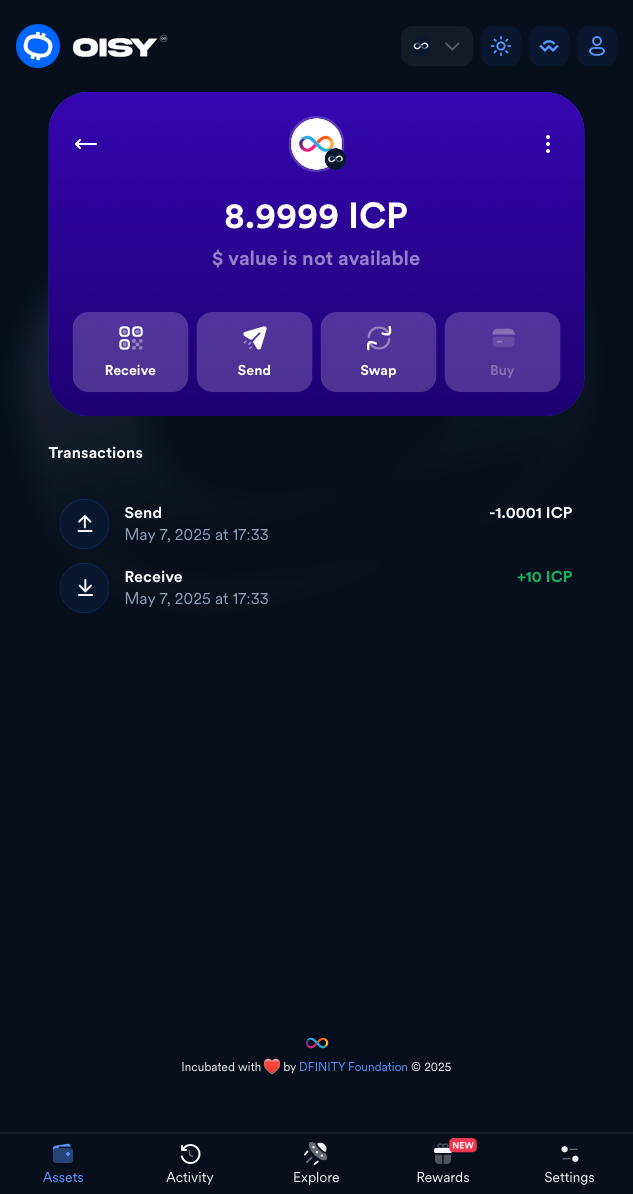 OISY
8.9999 ICP
$ value is not available
Receive
Send
Swap
Buy
Transactions
Send
-1.0001 ICP
May 7, 2025 at 17:33
Receive
+10 ICP
May 7, 2025 at 17:33
Incubated with ❤️ by DFINITY Foundation © 2025
NEW
Assets
Activity
Explore
Rewards
Settings